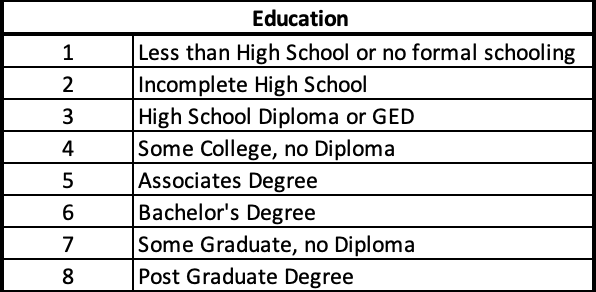 Education
1 Less than High School or no formal schooling
2 Incomplete High School
3 High School Diploma or GED
4 Some College, no Diploma
5 Associates Degree
6 Bachelor's Degree
7 Some Graduate, no Diploma
8 Post Graduate Degree